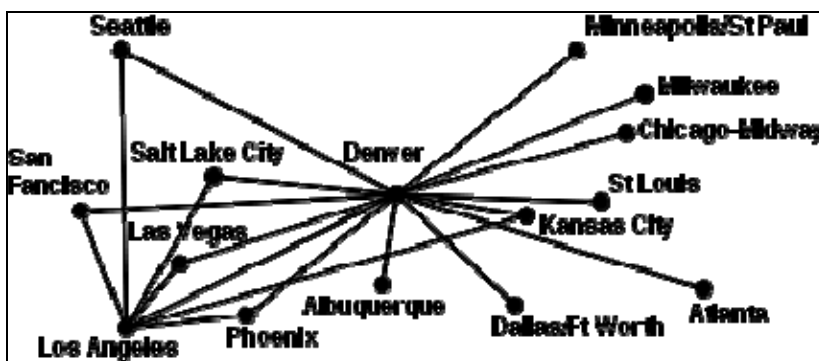 Seattle
Minneapolis/St Paul
Milwaukee
Chicago-Midway
Salt Lake City
Denver
San
Fancisco
St Louis
Kansas City
Las Vegas
Albuquerque
Dallas/Ft Worth
Atlanta
Los Angeles
Phoenix